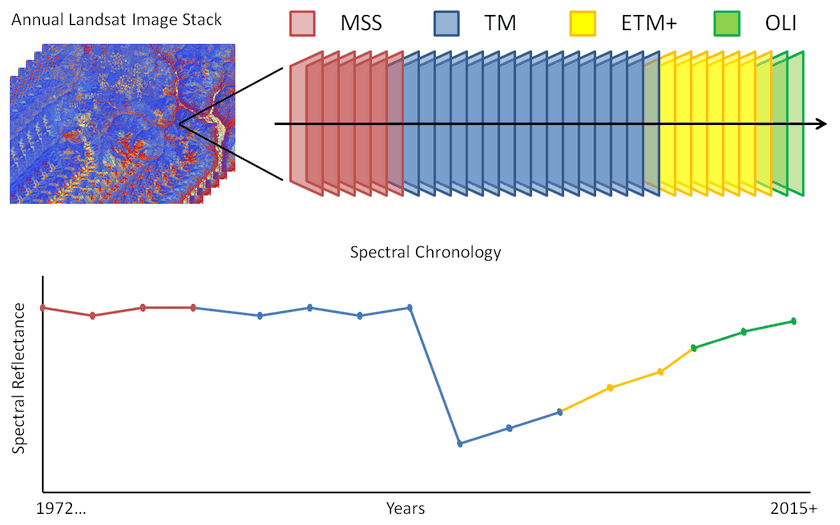 Annual Landsat Image Stack
MSS TM ETM+ OLI
Spectral Chronology
Spectral Reflectance
1972... Years 2015+